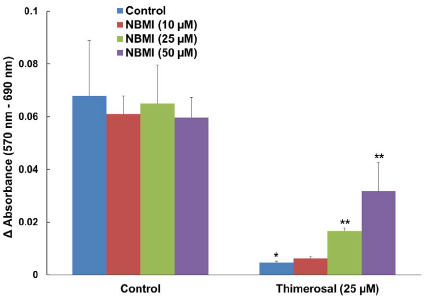 0.1
0.08
0.06
0.04
0.02
0
Δ Absorbance (570 nm - 690 nm)
Control
NBMI (10 µM)
NBMI (25 µM)
NBMI (50 µM)
*
**
**
Control
Thimerosal (25 µM)